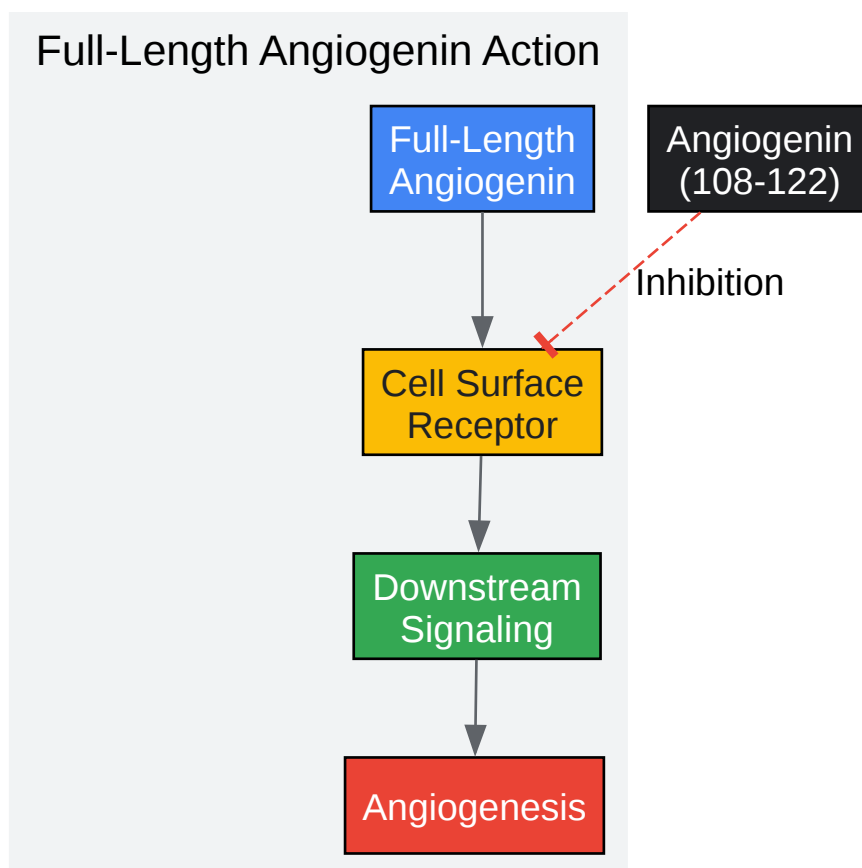 Full-Length Angiogenin Action
Full-Length
Angiogenin
Angiogenin
(108-122)
Inhibition
Cell Surface
Receptor
Downstream
Signaling
Angiogenesis